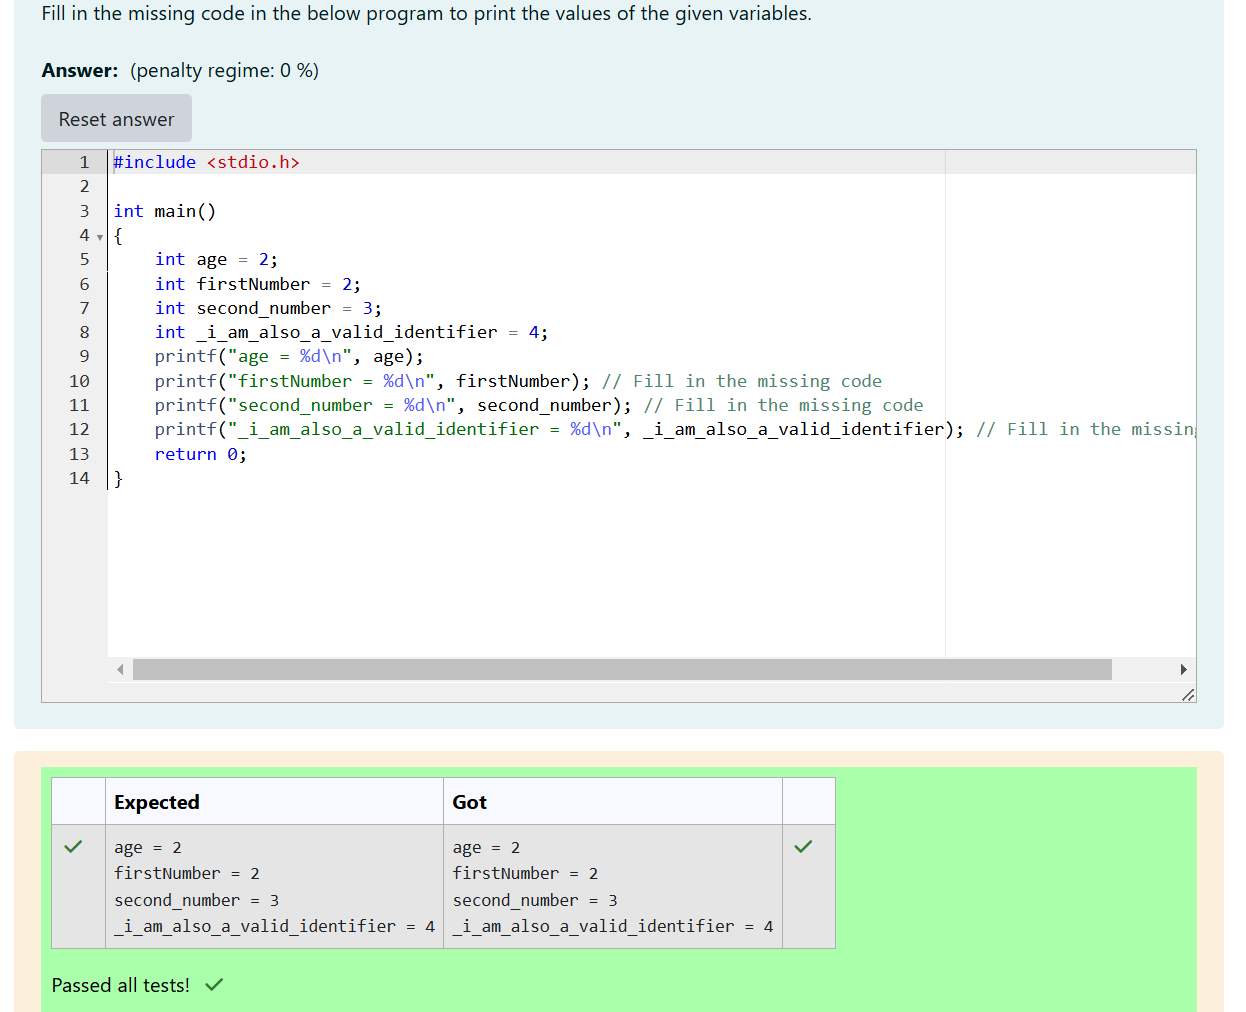 Fill in the missing code in the below program to print the values of the given variables.
Answer: (penalty regime: 0 %)
Reset answer
1 #include <stdio.h>
2
3 int main()
4 {
5     int age = 2;
6     int firstNumber = 2;
7     int second_number = 3;
8     int _i_am_also_a_valid_identifier = 4;
9     printf("age = %d\n", age);
10     printf("firstNumber = %d\n", firstNumber); // Fill in the missing code
11     printf("second_number = %d\n", second_number); // Fill in the missing code
12     printf("_i_am_also_a_valid_identifier = %d\n", _i_am_also_a_valid_identifier); // Fill in the missin
13     return 0;
14 }
Expected Got
age = 2 age = 2
firstNumber = 2 firstNumber = 2
second_number = 3 second_number = 3
_i_am_also_a_valid_identifier = 4 _i_am_also_a_valid_identifier = 4
Passed all tests!